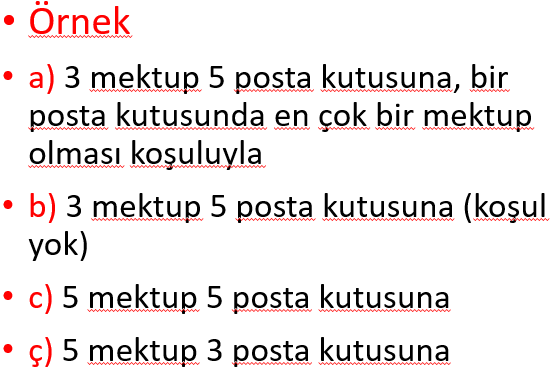 • Örnek
• a) 3 mektup 5 posta kutusuna, bir
posta kutusunda en çok bir mektup
olması koşuluyla
• b) 3 mektup 5 posta kutusuna (koşul
yok)
• c) 5 mektup 5 posta kutusuna
• ç) 5 mektup 3 posta kutusuna